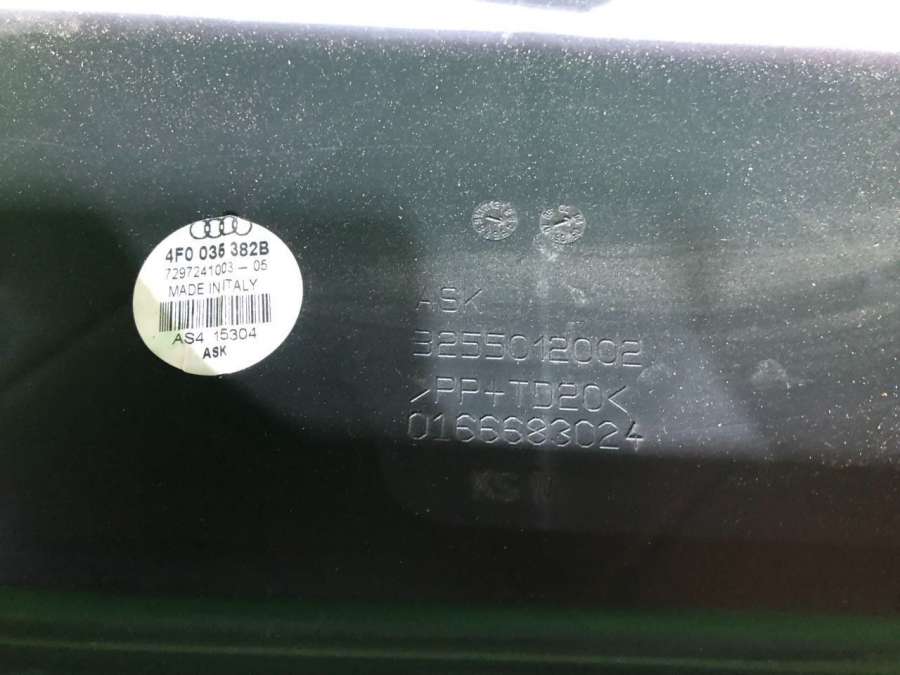 4F0 035 382B
7297241003-05
MADE IN ITALY
AS4 15304
ASK
ASK
3255012002
>PP+TD20<
0166683024